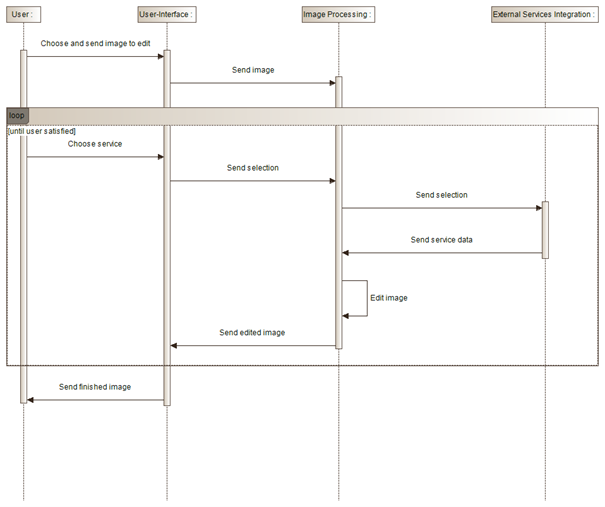 User :
User-Interface :
Image Processing :
External Services Integration :
Choose and send image to edit
Send image
loop
[until user satisfied]
Choose service
Send selection
Send selection
Send service data
Edit image
Send edited image
Send finished image